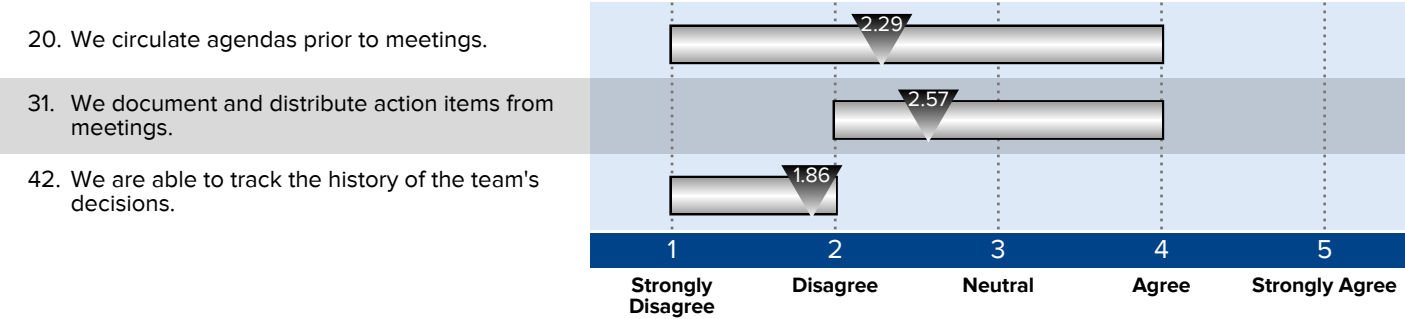 20. We circulate agendas prior to meetings.
2.29
31. We document and distribute action items from
meetings.
2.57
42. We are able to track the history of the team's
decisions.
1.86
1 2 3 4 5
Strongly Disagree Neutral Agree Strongly Agree
Disagree